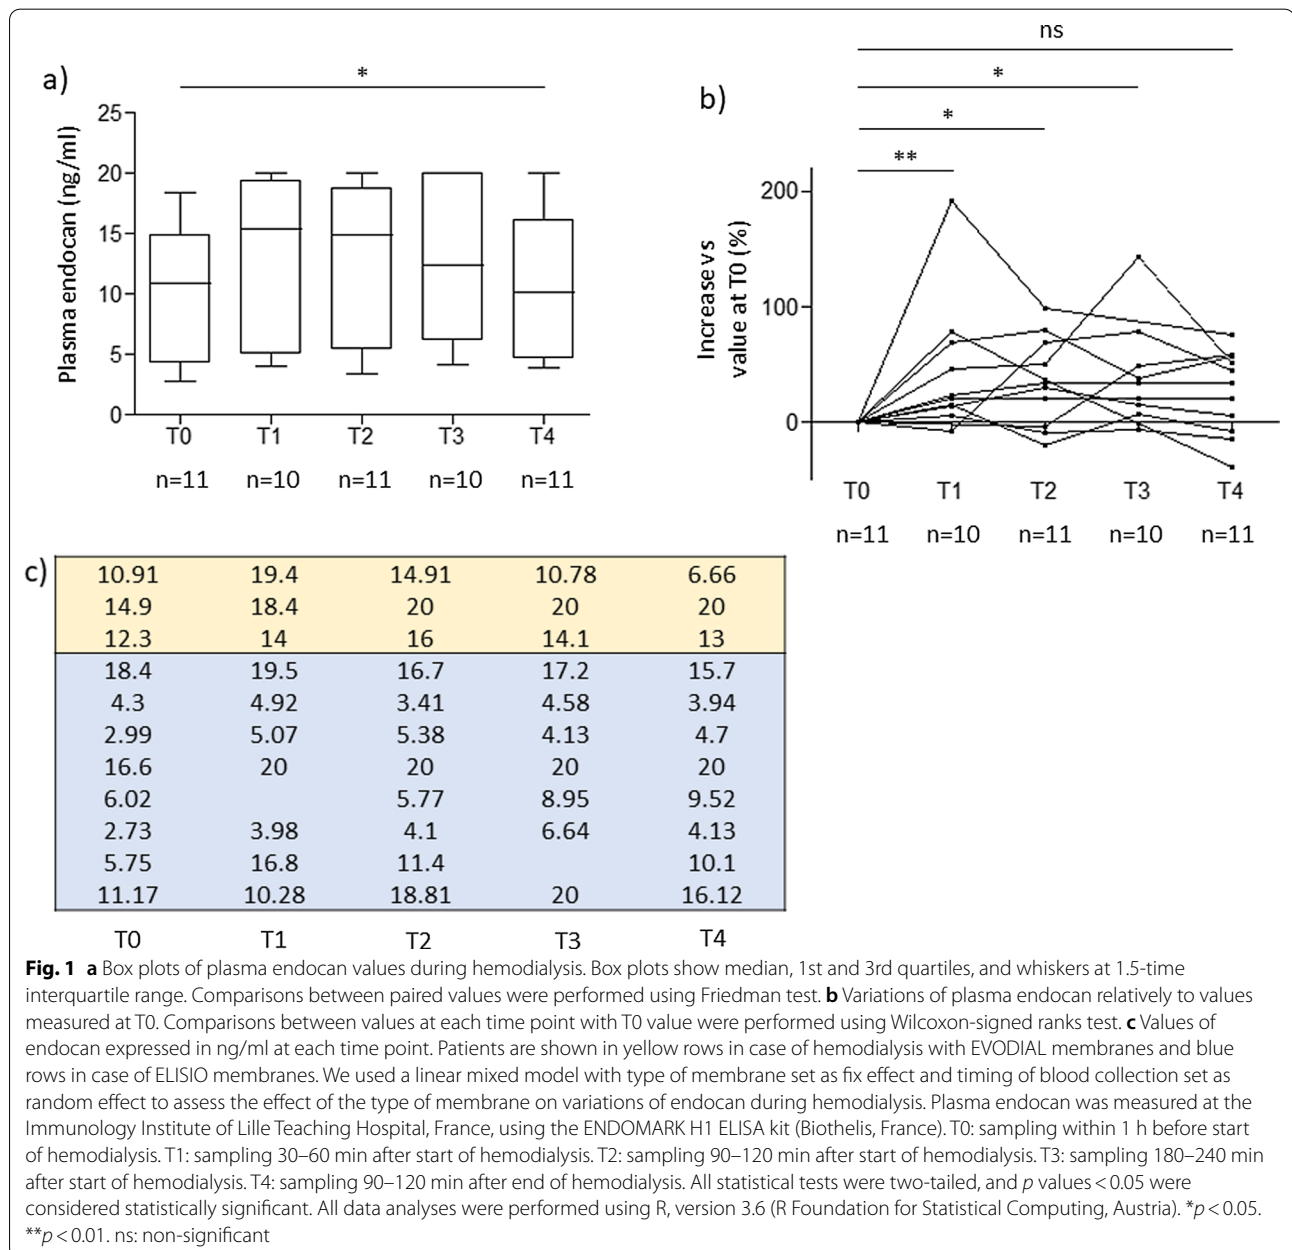 a)
*
Plasma endocan (ng/ml)
25
20
15
10
5
0
T0 T1 T2 T3 T4
n=11 n=10 n=11 n=10 n=11
b)
ns
*
*
**
Increase vs
value at T0 (%)
200
100
0
T0 T1 T2 T3 T4
n=11 n=10 n=11 n=10 n=11
c)
10.91 19.4 14.91 10.78 6.66
14.9 18.4 20 20 20
12.3 14 16 14.1 13
18.4 19.5 16.7 17.2 15.7
4.3 4.92 3.41 4.58 3.94
2.99 5.07 5.38 4.13 4.7
16.6 20 20 20 20
6.02 5.77 8.95 9.52
2.73 3.98 4.1 6.64 4.13
5.75 16.8 11.4 10.1
11.17 10.28 18.81 20 16.12
T0 T1 T2 T3 T4
Fig. 1 a Box plots of plasma endocan values during hemodialysis. Box plots show median, 1st and 3rd quartiles, and whiskers at 1.5-time
interquartile range. Comparisons between paired values were performed using Friedman test. b Variations of plasma endocan relatively to values
measured at T0. Comparisons between values at each time point with T0 value were performed using Wilcoxon-signed ranks test. c Values of
endocan expressed in ng/ml at each time point. Patients are shown in yellow rows in case of hemodialysis with EVODIAL membranes and blue
rows in case of ELISIO membranes. We used a linear mixed model with type of membrane set as fix effect and timing of blood collection set as
random effect to assess the effect of the type of membrane on variations of endocan during hemodialysis. Plasma endocan was measured at the
Immunology Institute of Lille Teaching Hospital, France, using the ENDOMARK H1 ELISA kit (Biothelis, France). T0: sampling within 1 h before start
of hemodialysis. T1: sampling 30–60 min after start of hemodialysis. T2: sampling 90–120 min after start of hemodialysis. T3: sampling 180–240 min
after start of hemodialysis. T4: sampling 90–120 min after end of hemodialysis. All statistical tests were two-tailed, and p values < 0.05 were
considered statistically significant. All data analyses were performed using R, version 3.6 (R Foundation for Statistical Computing, Austria). *p < 0.05.
**p < 0.01. ns: non-significant